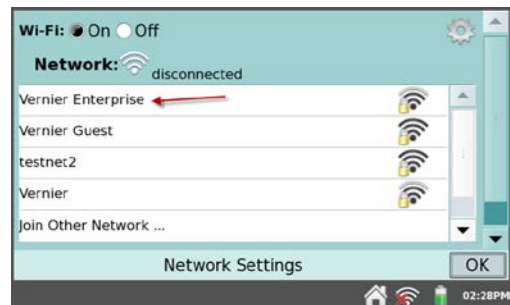 Wi-Fi: On Off
Network: disconnected
Vernier Enterprise
Vernier Guest
testnet2
Vernier
Join Other Network ...
Network Settings OK
02:28PM